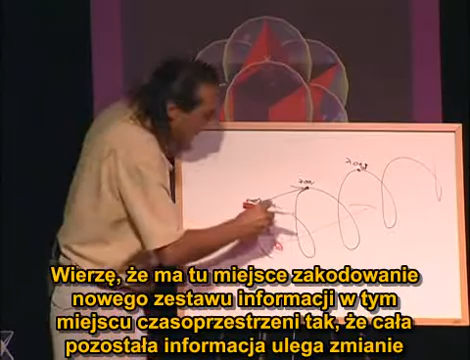 Wierzę, że ma tu miejsce zakodowanie
nowego zestawu informacji w tym
miejscu czasoprzestrzeni tak, że cała
pozostała informacja ulega zmianie